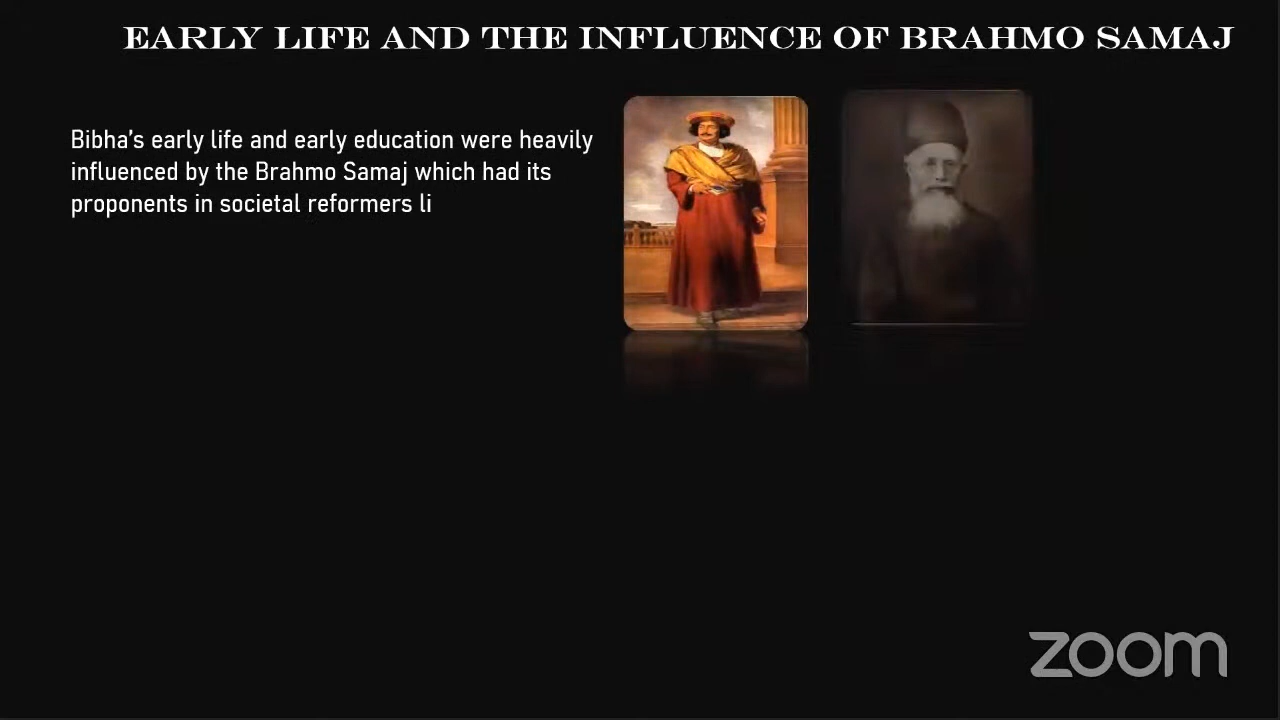 EARLY LIFE AND THE INFLUENCE OF BRAHMO SAMAJ
Bibha's early life and early education were heavily
influenced by the Brahmo Samaj which had its
proponents in societal reformers li
zoom